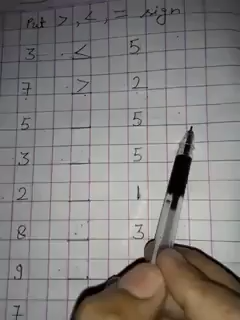 Put >, <, = sign
3 < 5
7 > 2
5 _ 5
3 _ 5
2 _ 1
8 _ 3
9 _
7